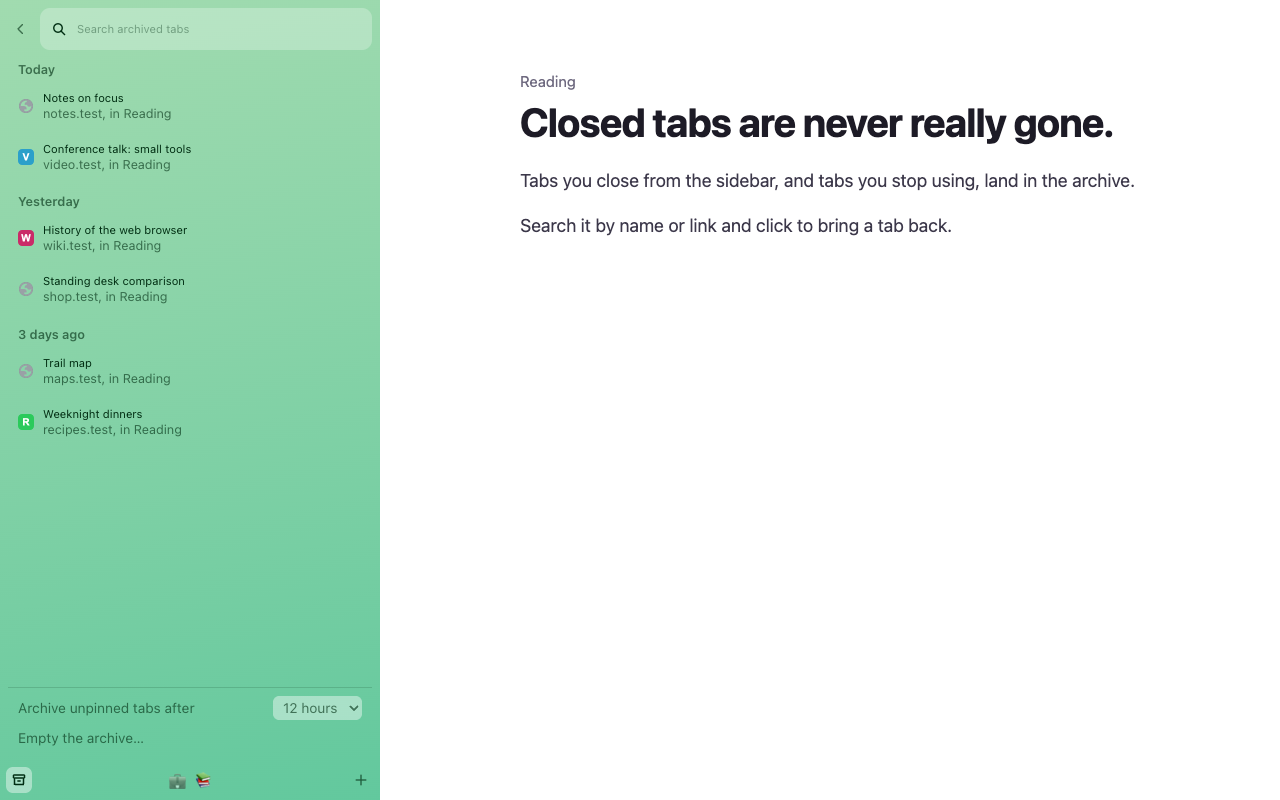 Search archived tabs
Today
Notes on focus
notes.test, in Reading
V
Conference talk: small tools
video.test, in Reading
Yesterday
W
History of the web browser
wiki.test, in Reading
Standing desk comparison
shop.test, in Reading
3 days ago
Trail map
maps.test, in Reading
R
Weeknight dinners
recipes.test, in Reading
Archive unpinned tabs after
12 hours
Empty the archive...
Reading
Closed tabs are never really gone.
Tabs you close from the sidebar, and tabs you stop using, land in the archive.
Search it by name or link and click to bring a tab back.